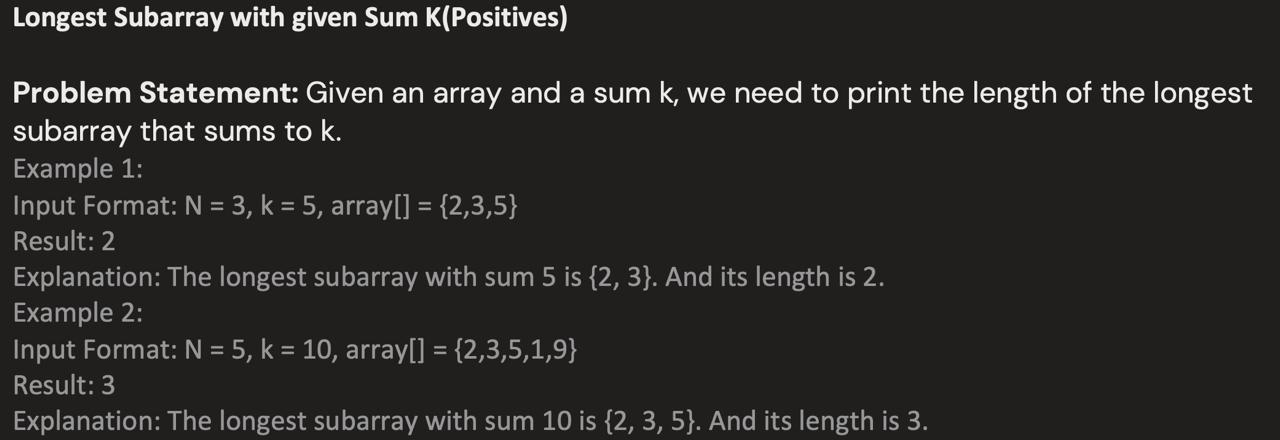 Longest Subarray with given Sum K(Positives)
Problem Statement: Given an array and a sum k, we need to print the length of the longest
subarray that sums to k.
Example 1:
Input Format: N = 3, k = 5, array[] = {2,3,5}
Result: 2
Explanation: The longest subarray with sum 5 is {2, 3}. And its length is 2.
Example 2:
Input Format: N = 5, k = 10, array[] = {2,3,5,1,9}
Result: 3
Explanation: The longest subarray with sum 10 is {2, 3, 5}. And its length is 3.